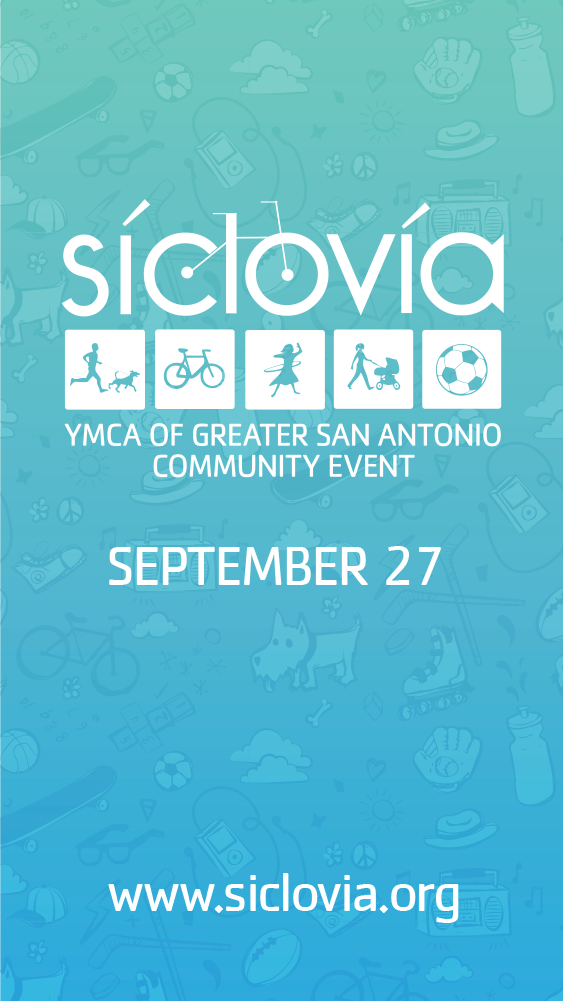 síclovía
YMCA OF GREATER SAN ANTONIO
COMMUNITY EVENT
SEPTEMBER 27
www.siclovia.org